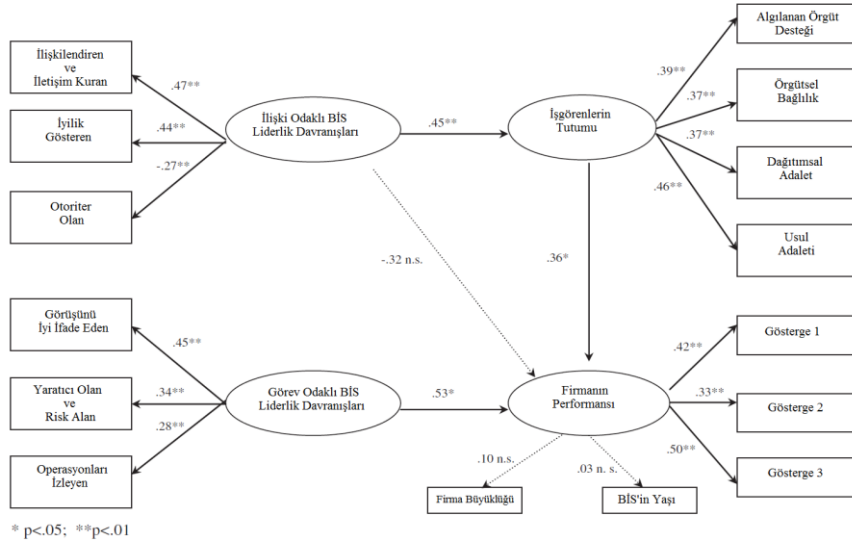 Algılanan Örgüt
Desteği
İlişkilendiren
ve
İletişim Kuran
.47**
.39**
Örgütsel
Bağlılık
.37**
İyilik
Gösteren
.44**
İlişki Odaklı BİS
Liderlik Davranışları
.45**
İşgörenlerin
Tutumu
.37**
Dağıtımsal
Adalet
-.27**
.46**
Otoriter
Olan
Usul
Adaleti
-.32 n.s.
.36*
Görüşünü
İyi İfade Eden
.45**
.42**
Gösterge 1
Yaratıcı Olan
ve
Risk Alan
.34**
Görev Odaklı BİS
Liderlik Davranışları
.53*
Firmanın
Performansı
.33**
Gösterge 2
.28**
.50**
Operasyonları
İzleyen
.10 n.s.
.03 n. s.
Gösterge 3
Firma Büyüklüğü
BİS'in Yaşı
* p<.05; **p<.01